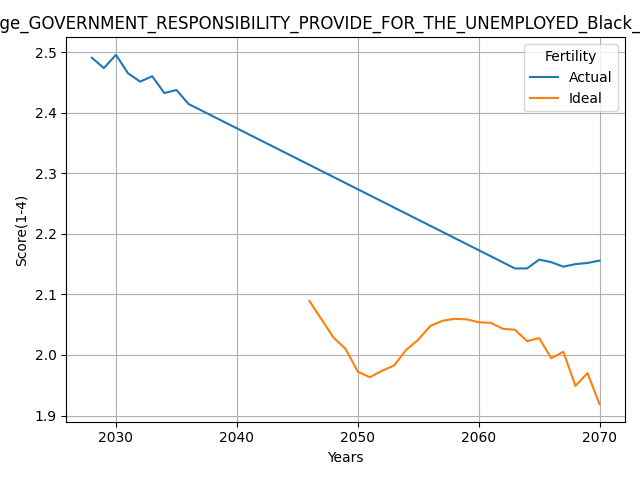 ge_GOVERNMENT_RESPONSIBILITY_PROVIDE_FOR_THE_UNEMPLOYED_Black_
2.5
2.4
2.3
2.2
2.1
2.0
1.9
Score(1-4)
Fertility
Actual
Ideal
2030 2040 2050 2060 2070
Years